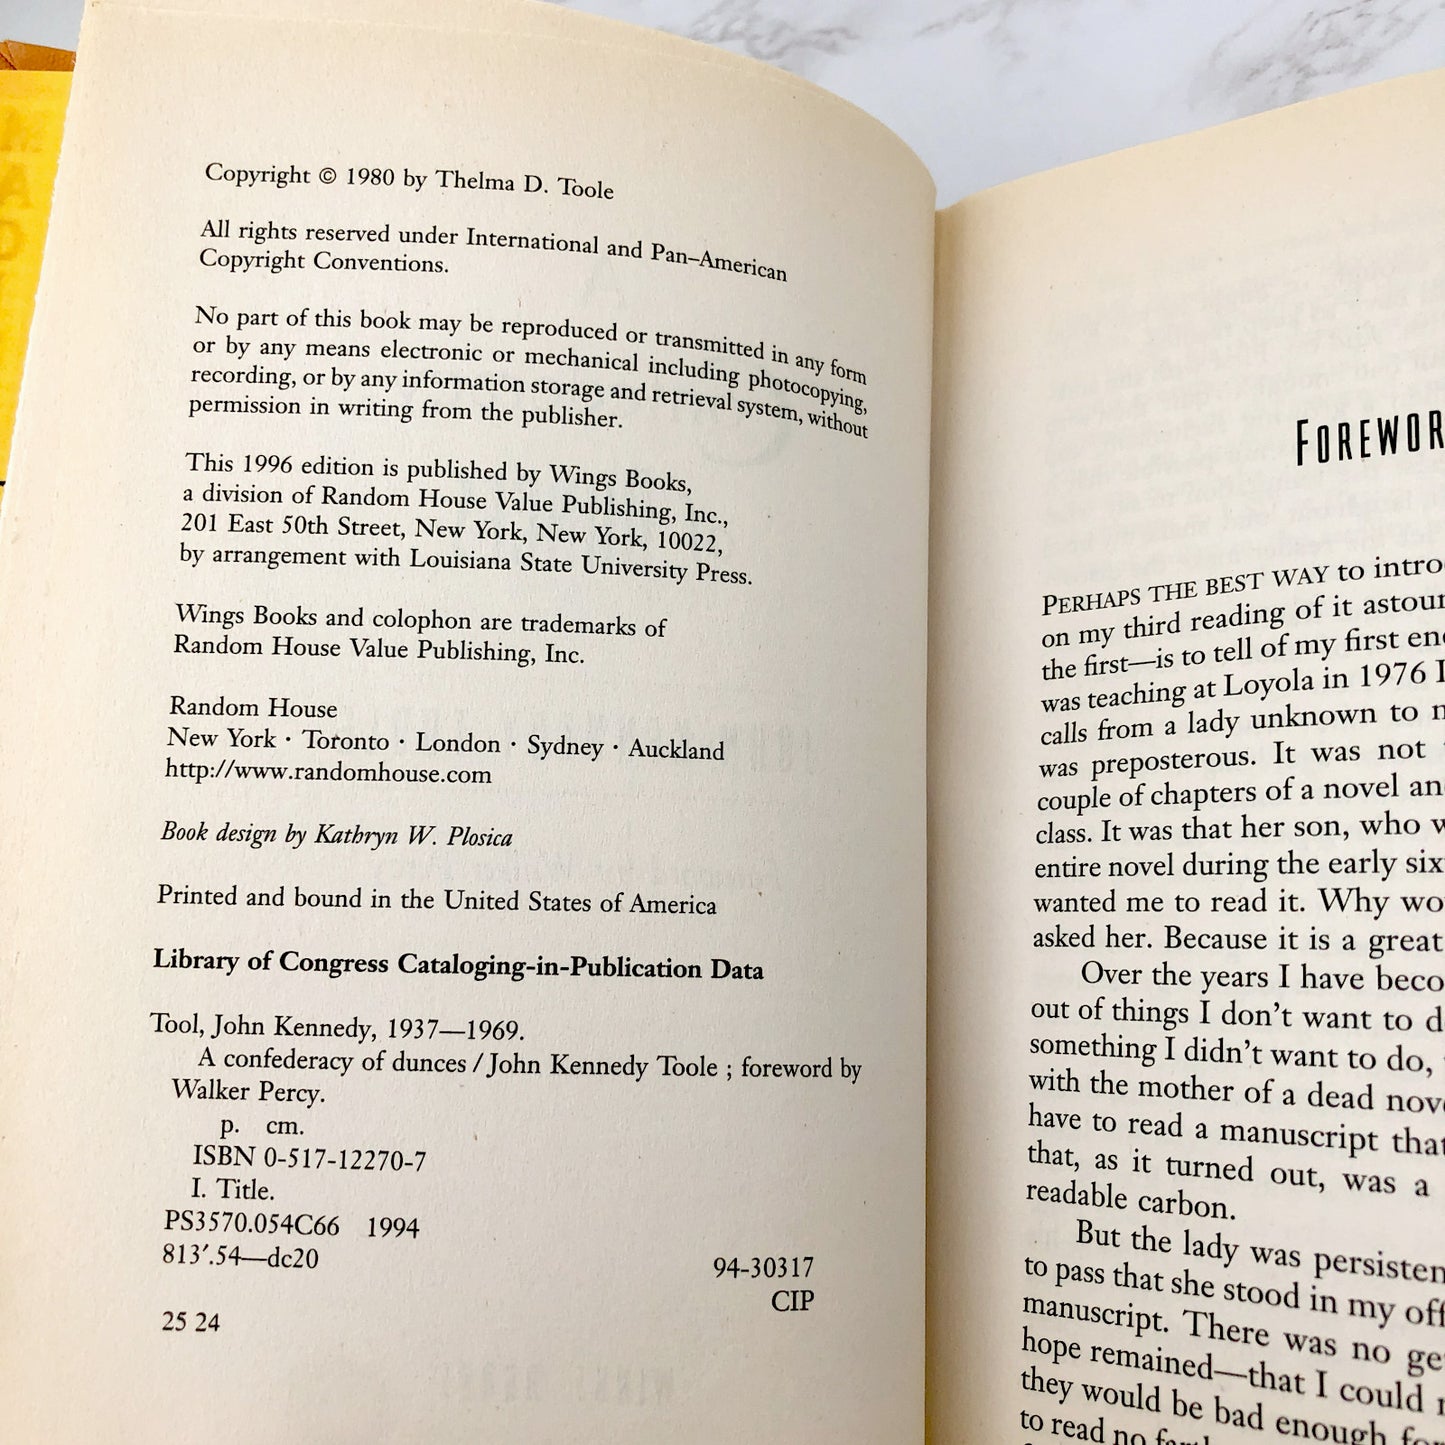 Copyright © 1980 by Thelma D. Toole
All rights reserved under International and Pan–American
Copyright Conventions.
No part of this book may be reproduced or transmitted in any form
or by any means electronic or mechanical including photocopying,
recording, or by any information storage and retrieval system, without
permission in writing from the publisher.
This 1996 edition is published by Wings Books,
a division of Random House Value Publishing, Inc.,
201 East 50th Street, New York, New York, 10022,
by arrangement with Louisiana State University Press.
Wings Books and colophon are trademarks of
Random House Value Publishing, Inc.
Random House
New York · Toronto · London · Sydney · Auckland
http://www.randomhouse.com
Book design by Kathryn W. Plosica
Printed and bound in the United States of America
Library of Congress Cataloging-in-Publication Data
Tool, John Kennedy, 1937—1969.
A confederacy of dunces / John Kennedy Toole ; foreword by
Walker Percy.
p. cm.
ISBN 0-517-12270-7
I. Title.
PS3570.054C66 1994
813′.54—dc20
94-30317
CIP
25 24
FOREWOR
PERHAPS THE BEST WAY to intro
on my third reading of it astou
the first—is to tell of my first en
was teaching at Loyola in 1976 I
calls from a lady unknown to
was preposterous. It was not
couple of chapters of a novel an
class. It was that her son, who w
entire novel during the early six
wanted me to read it. Why wo
asked her. Because it is a great
Over the years I have beco
out of things I don't want to d
something I didn't want to do,
with the mother of a dead nov
have to read a manuscript that
that, as it turned out, was a
readable carbon.
But the lady was persisten
to pass that she stood in my off
manuscript. There was no ge
hope remained—that I could
they would be bad enough fo
to read no